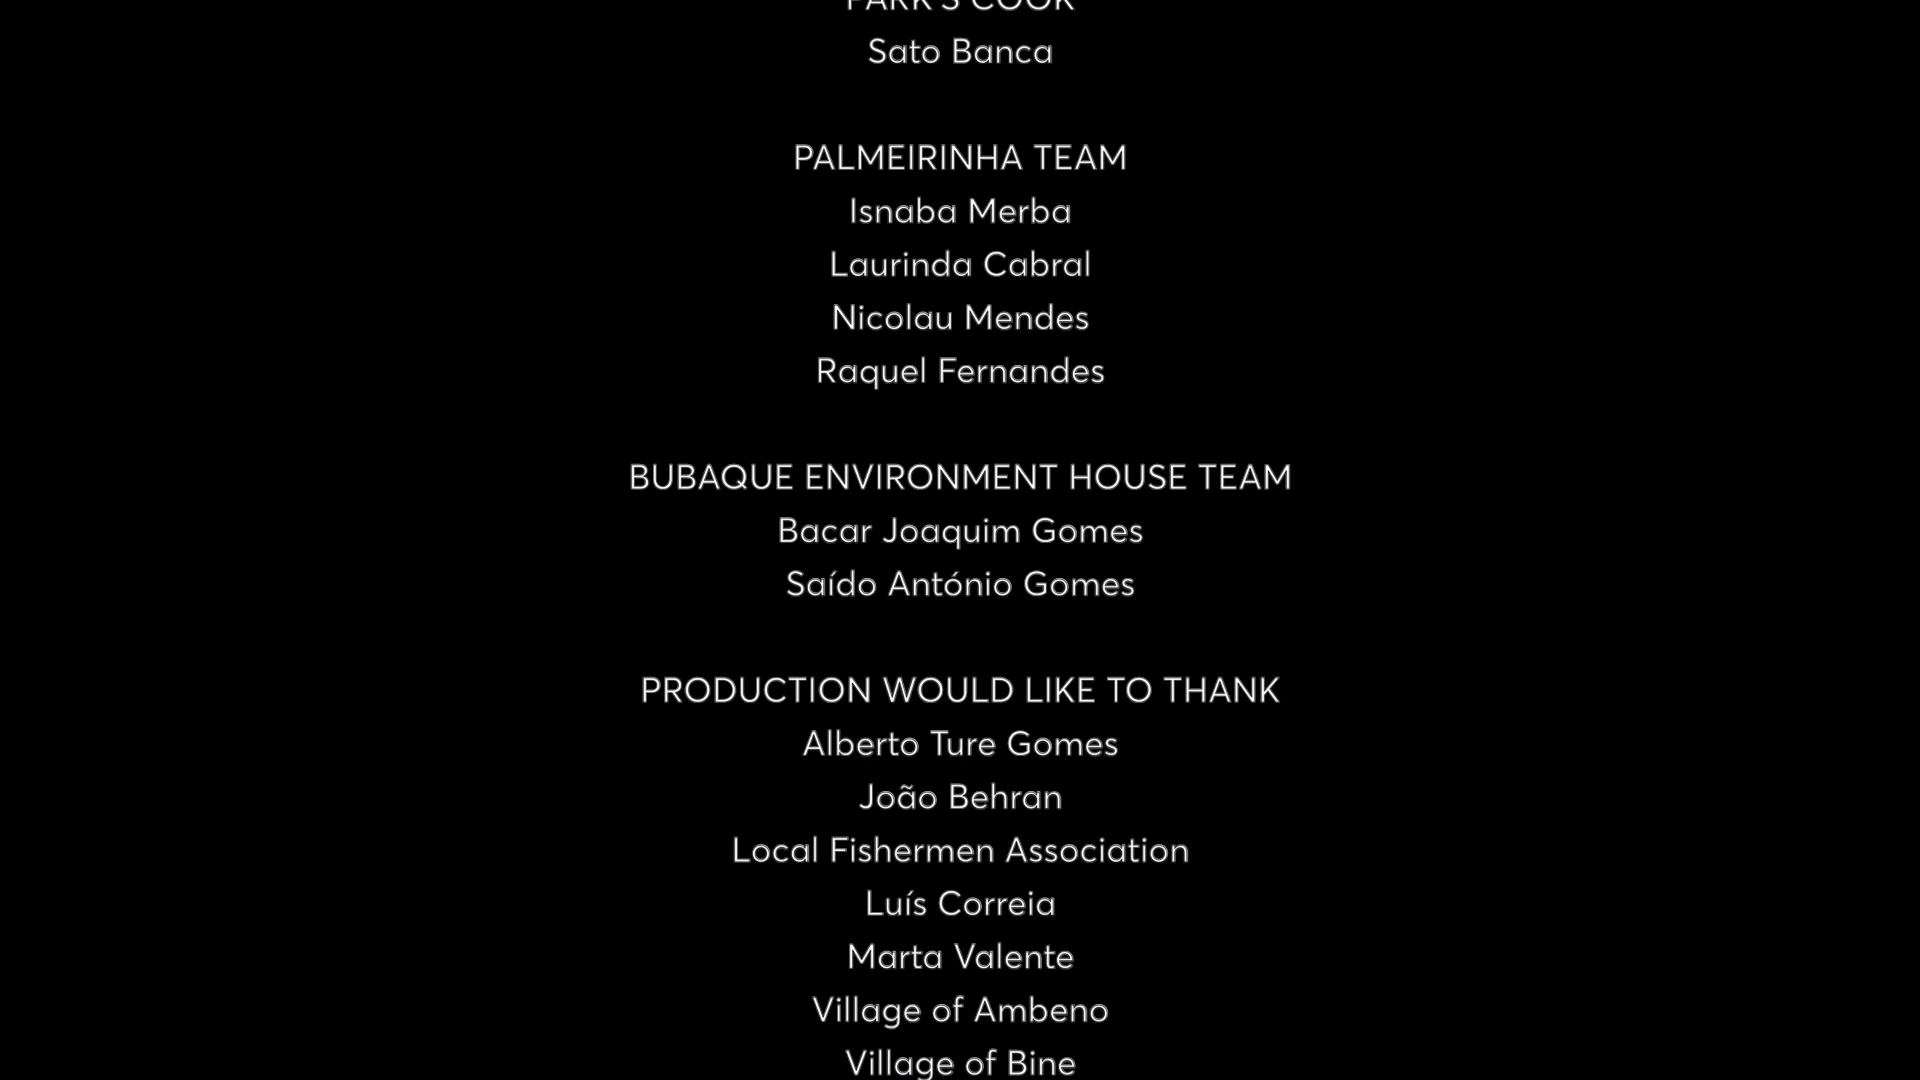 PARK'S COOK
Sato Banca
PALMEIRINHA TEAM
Isnaba Merba
Laurinda Cabral
Nicolau Mendes
Raquel Fernandes
BUBAQUE ENVIRONMENT HOUSE TEAM
Bacar Joaquim Gomes
Saído António Gomes
PRODUCTION WOULD LIKE TO THANK
Alberto Ture Gomes
João Behran
Local Fishermen Association
Luís Correia
Marta Valente
Village of Ambeno
Village of Bine